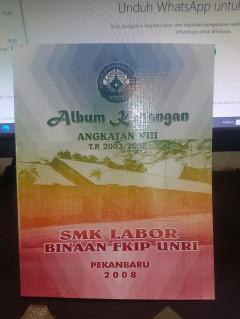 Unduh WhatsApp untuk
Album Kenangan
ANGKATAN VIII
T.P. 2007/2008
SMK LABOR
BINAAN FKIP UNRI
PEKANBARU
2008